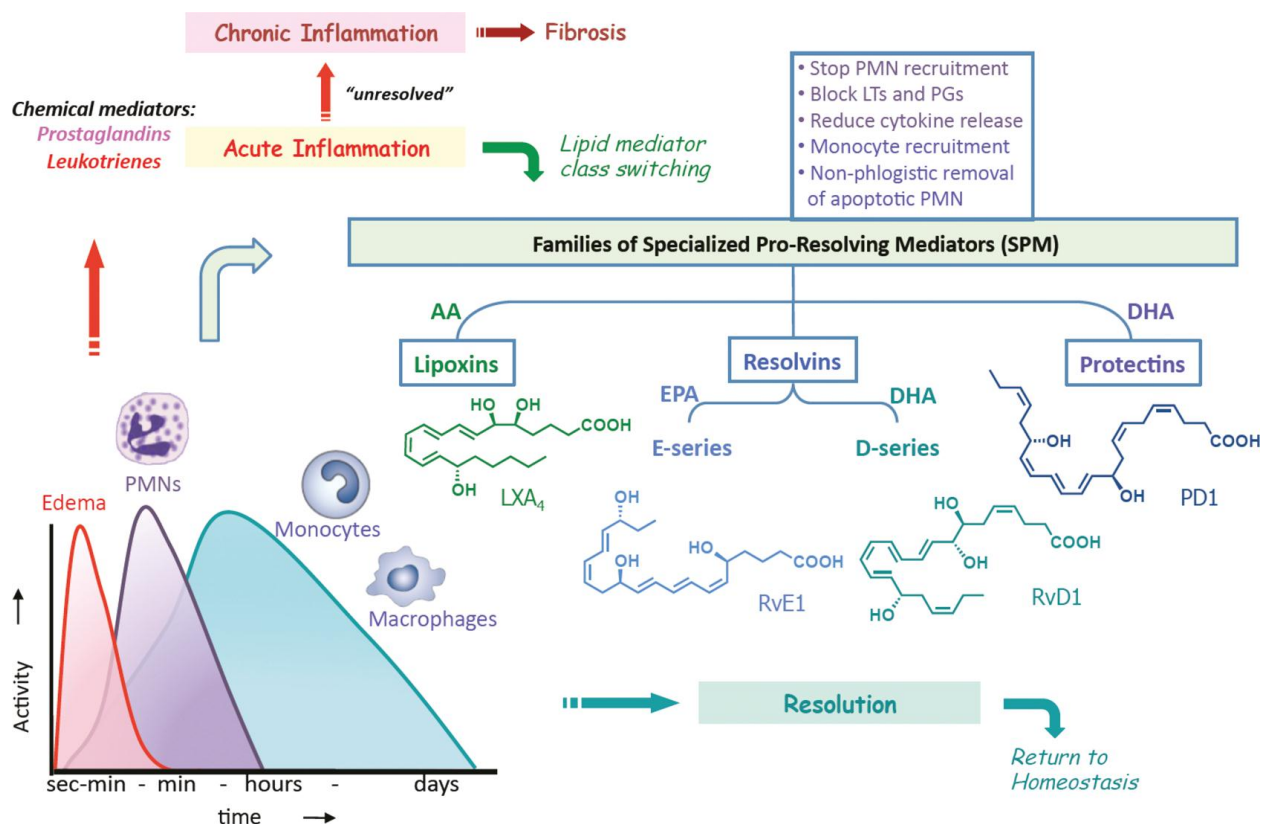 Chronic Inflammation
Fibrosis
"unresolved"
Chemical mediators:
Prostaglandins
Leukotrienes
Acute Inflammation
Lipid mediator
class switching
• Stop PMN recruitment
• Block LTs and PGs
• Reduce cytokine release
• Monocyte recruitment
• Non-phlogistic removal
of apoptotic PMN
Families of Specialized Pro-Resolving Mediators (SPM)
AA
Lipoxins
HO
OH
COOH
OH
LXA4
Resolvins
EPA
E-series
DHA
D-series
DHA
Protectins
OH
COOH
OH
PD1
OH
HO
OH
COOH
RvE1
HO
OH
COOH
HO
RvD1
PMNs
Edema
Monocytes
Macrophages
Activity
sec-min - min - hours - days
time
Resolution
Return to
Homeostasis